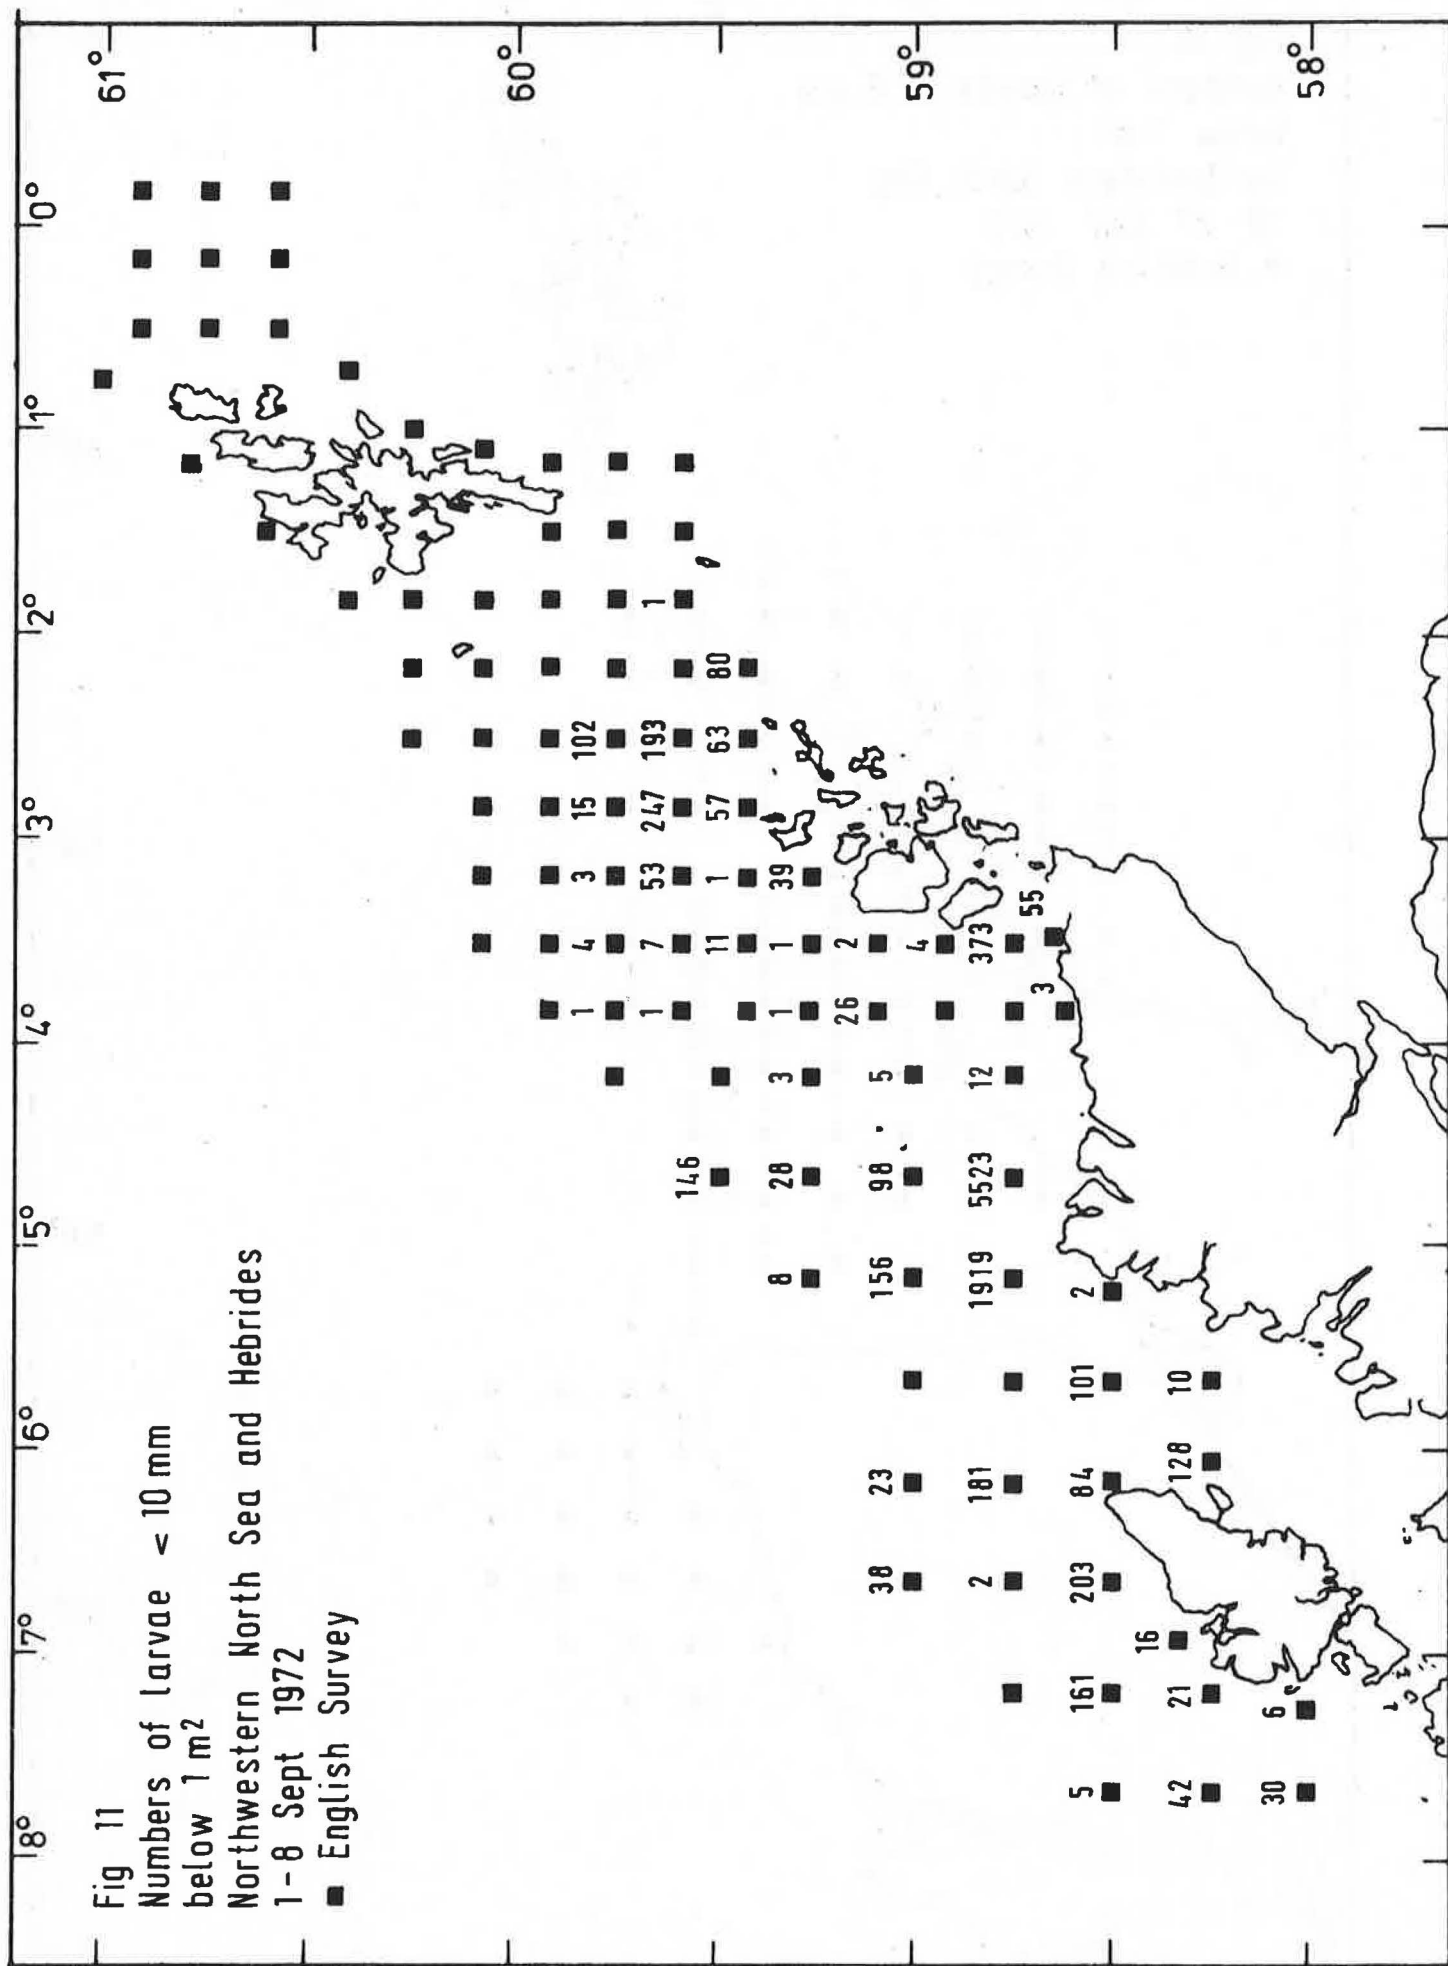 8° 7° 6° 5° 4° 3° 2° 1° 0°
Fig 11
Numbers of larvae < 10 mm
below 1 m²
Northwestern North Sea and Hebrides
1-8 Sept 1972
■ English Survey
61°
60°
59°
58°
1 4 3 15 102
1 7 53 247 193 1
146
11 1 57 63 80
8 28 3 1 1 39
26 2
38 23 156 98 5
4
2 181 1919 5523 12 373
55
3
5 161 203 84 101 2
16
42 21 128 10
30 6